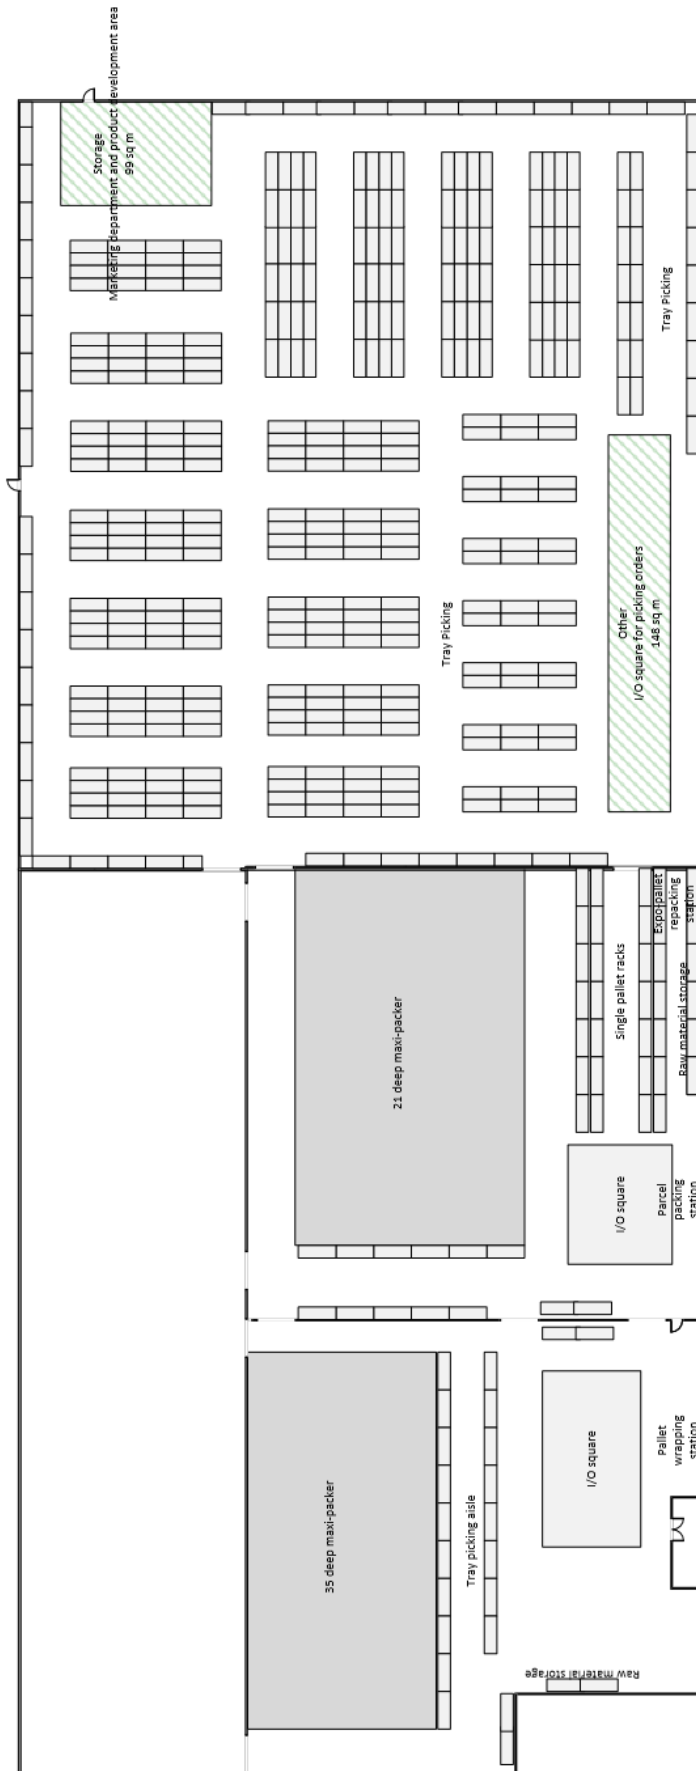 Marketing department and product development area
Storage
99 sq m
Tray Picking
Other
I/O square for picking orders
148 sq m
Tray Picking
Expo-pallet
repacking
station
Single pallet racks
Raw material storage
21 deep maxi-packer
I/O square
Parcel
packing
station
35 deep maxi-packer
Tray picking aisle
I/O square
Pallet
wrapping
station
Raw material storage